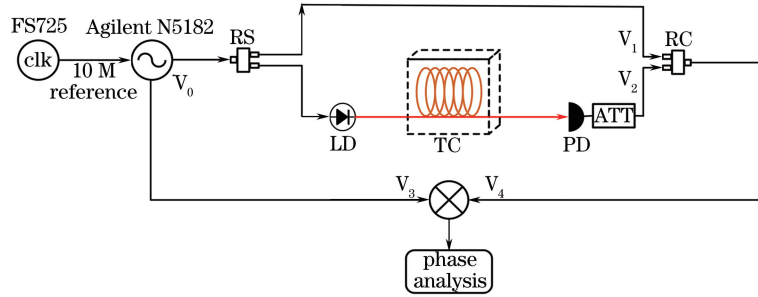 FS725
Agilent N5182
clk
10 M
reference
V0
RS
LD
TC
PD
ATT
V1
V2
RC
V3
V4
phase
analysis